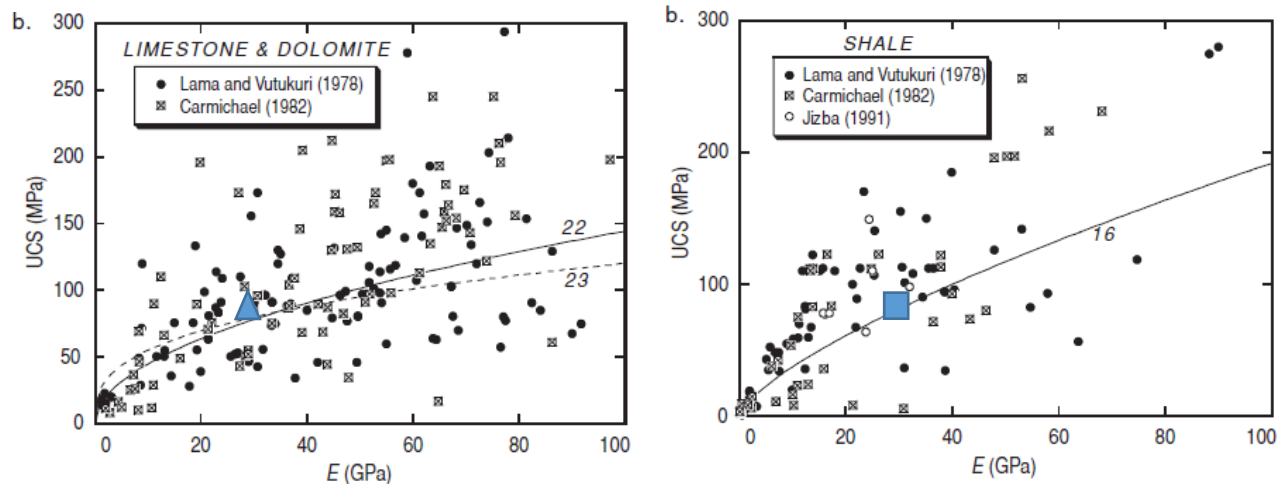 b.
300
250
200
150
100
50
0
UCS (MPa)
LIMESTONE & DOLOMITE
Lama and Vutukuri (1978)
Carmichael (1982)
22
23
0 20 40 60 80 100
E (GPa)
b.
300
200
100
0
UCS (MPa)
SHALE
Lama and Vutukuri (1978)
Carmichael (1982)
Jizba (1991)
16
0 20 40 60 80 100
E (GPa)